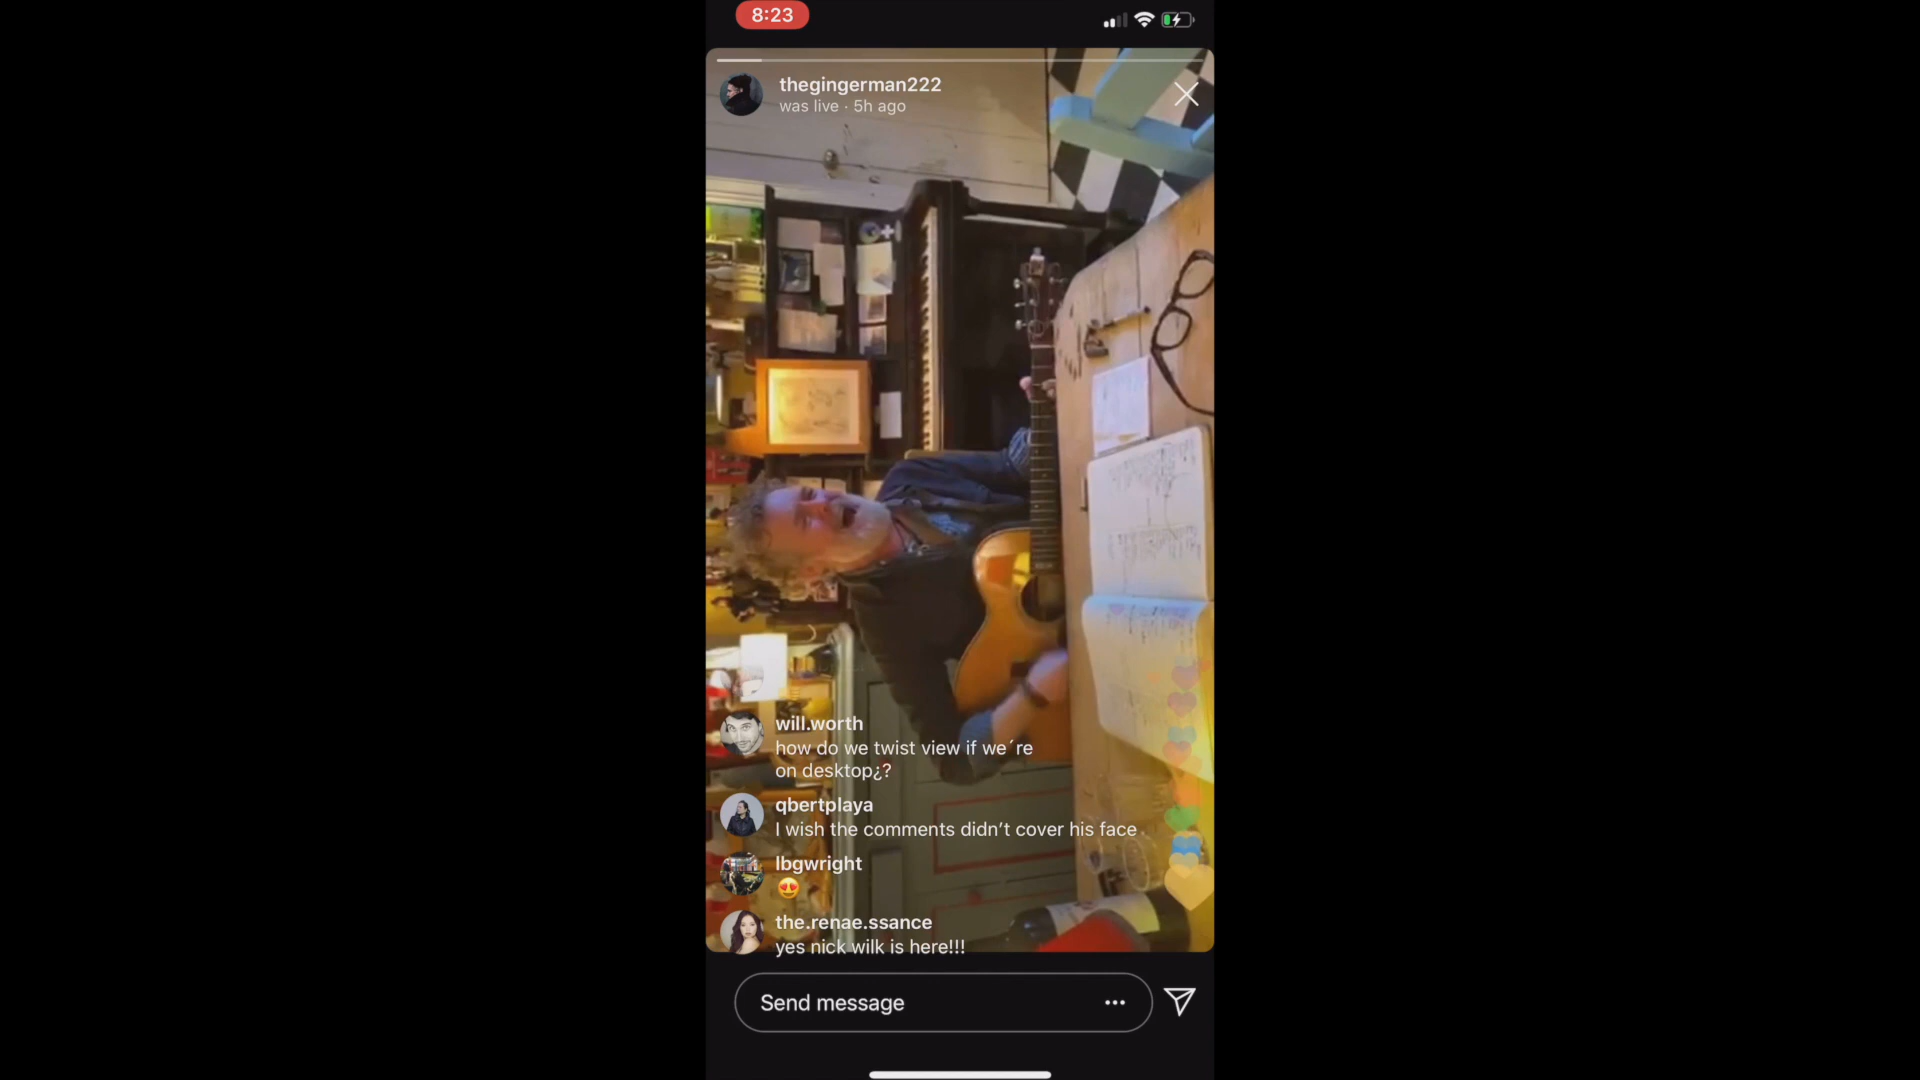 8:23
thegingerman222
was live · 5h ago
will.worth
how do we twist view if we´re
on desktop¿?
qbertplaya
I wish the comments didn’t cover his face
lbgwright
😍
the.renae.ssance
yes nick wilk is here!!!
Send message